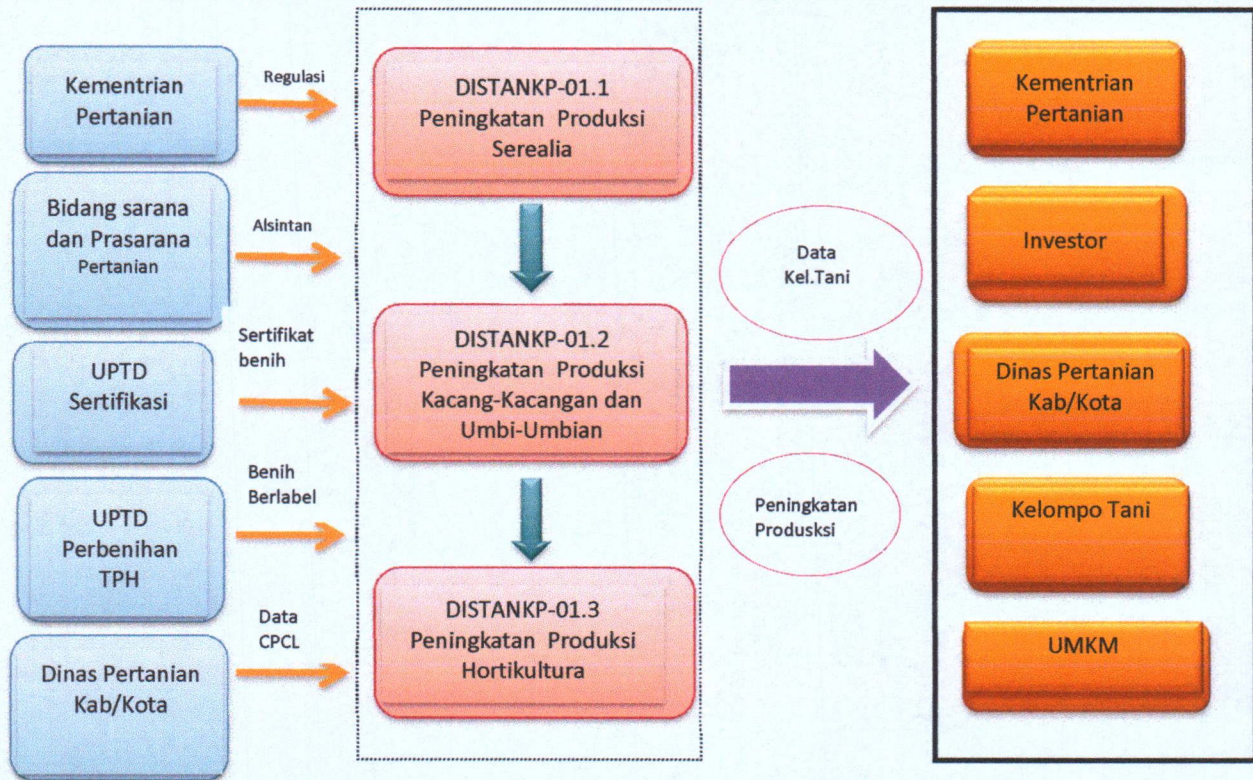 Kementrian
Pertanian
Regulasi
Bidang sarana
dan Prasarana
Pertanian
Alsintan
UPTD
Sertifikasi
Sertifikat
benih
UPTD
Perbenihan
TPH
Benih
Berlabel
Dinas Pertanian
Kab/Kota
Data
CPCL
DISTANKP-01.1
Peningkatan Produksi
Serealia
DISTANKP-01.2
Peningkatan Produksi
Kacang-Kacangan dan
Umbi-Umbian
DISTANKP-01.3
Peningkatan Produksi
Hortikultura
Data
Kel.Tani
Peningkatan
Produsksi
Kementrian
Pertanian
Investor
Dinas Pertanian
Kab/Kota
Kelompo Tani
UMKM